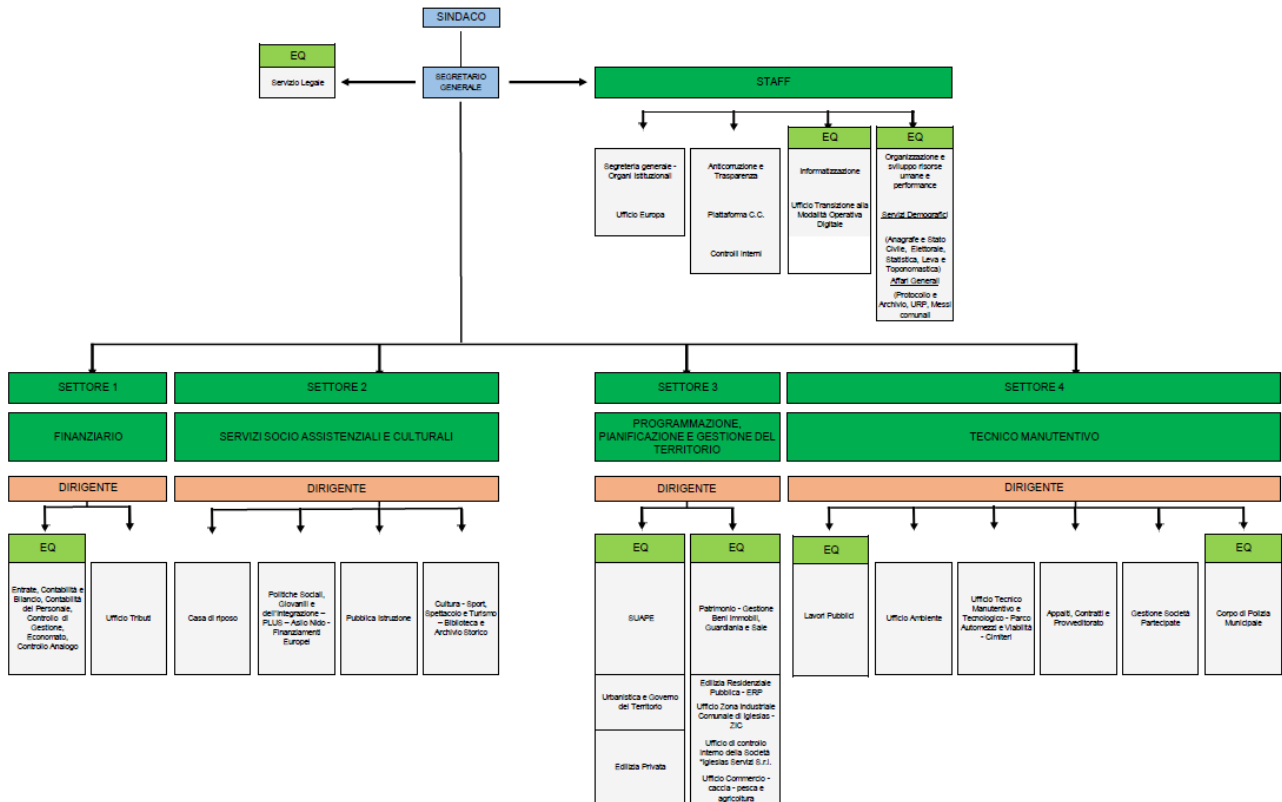 SINDACO
EQ
Servizio Legale
SEGRETARIO
GENERALE
STAFF
Segreteria generale -
Organi Istituzionali
Ufficio Europa
Anticorruzione e
Trasparenza
Piattaforma C.C.
Controlli Interni
EQ
Informatizzazione
Ufficio Transizione alla
Modalità Operativa
Digitale
EQ
Organizzazione e
sviluppo risorse
umane e
performance
Servizi Demografici
(Anagrafe e Stato
Civile, Elettorale,
Statistica, Leva e
Toponomastica)
Affari Generali
(Protocollo e
Archivio, URP, Messi
comunali
SETTORE 1
FINANZIARIO
DIRIGENTE
EQ
Entrate, Contabilità e
Bilancio, Contabilità
del Personale,
Controllo di
Gestione,
Economato,
Controllo Analogo
Ufficio Tributi
SETTORE 2
SERVIZI SOCIO ASSISTENZIALI E CULTURALI
DIRIGENTE
Casa di riposo
Politiche Sociali,
Giovanili e
dell'Integrazione –
PLUS – Asilo Nido -
Finanziamenti
Europei
Pubblica Istruzione
Cultura - Sport,
Spettacolo e Turismo
– Biblioteca e
Archivio Storico
SETTORE 3
PROGRAMMAZIONE,
PIANIFICAZIONE E GESTIONE DEL
TERRITORIO
DIRIGENTE
EQ
SUAPE
Urbanistica e Governo
del Territorio
Edilizia Privata
EQ
Patrimonio - Gestione
Beni Immobili,
Guardiania e Sale
Edilizia Residenziale
Pubblica - ERP
Ufficio Zona Industriale
Comunale di Iglesias -
ZIC
Ufficio di controllo
interno della Società
"Iglesias Servizi S.r.l.
Ufficio Commercio -
caccia - pesca e
agricoltura
SETTORE 4
TECNICO MANUTENTIVO
DIRIGENTE
EQ
Lavori Pubblici
Ufficio Ambiente
Ufficio Tecnico
Manutentivo e
Tecnologico - Parco
Automezzi e Viabilità -
Cimiteri
Appalti, Contratti e
Provveditorato
Gestione Società
Partecipate
EQ
Corpo di Polizia
Municipale